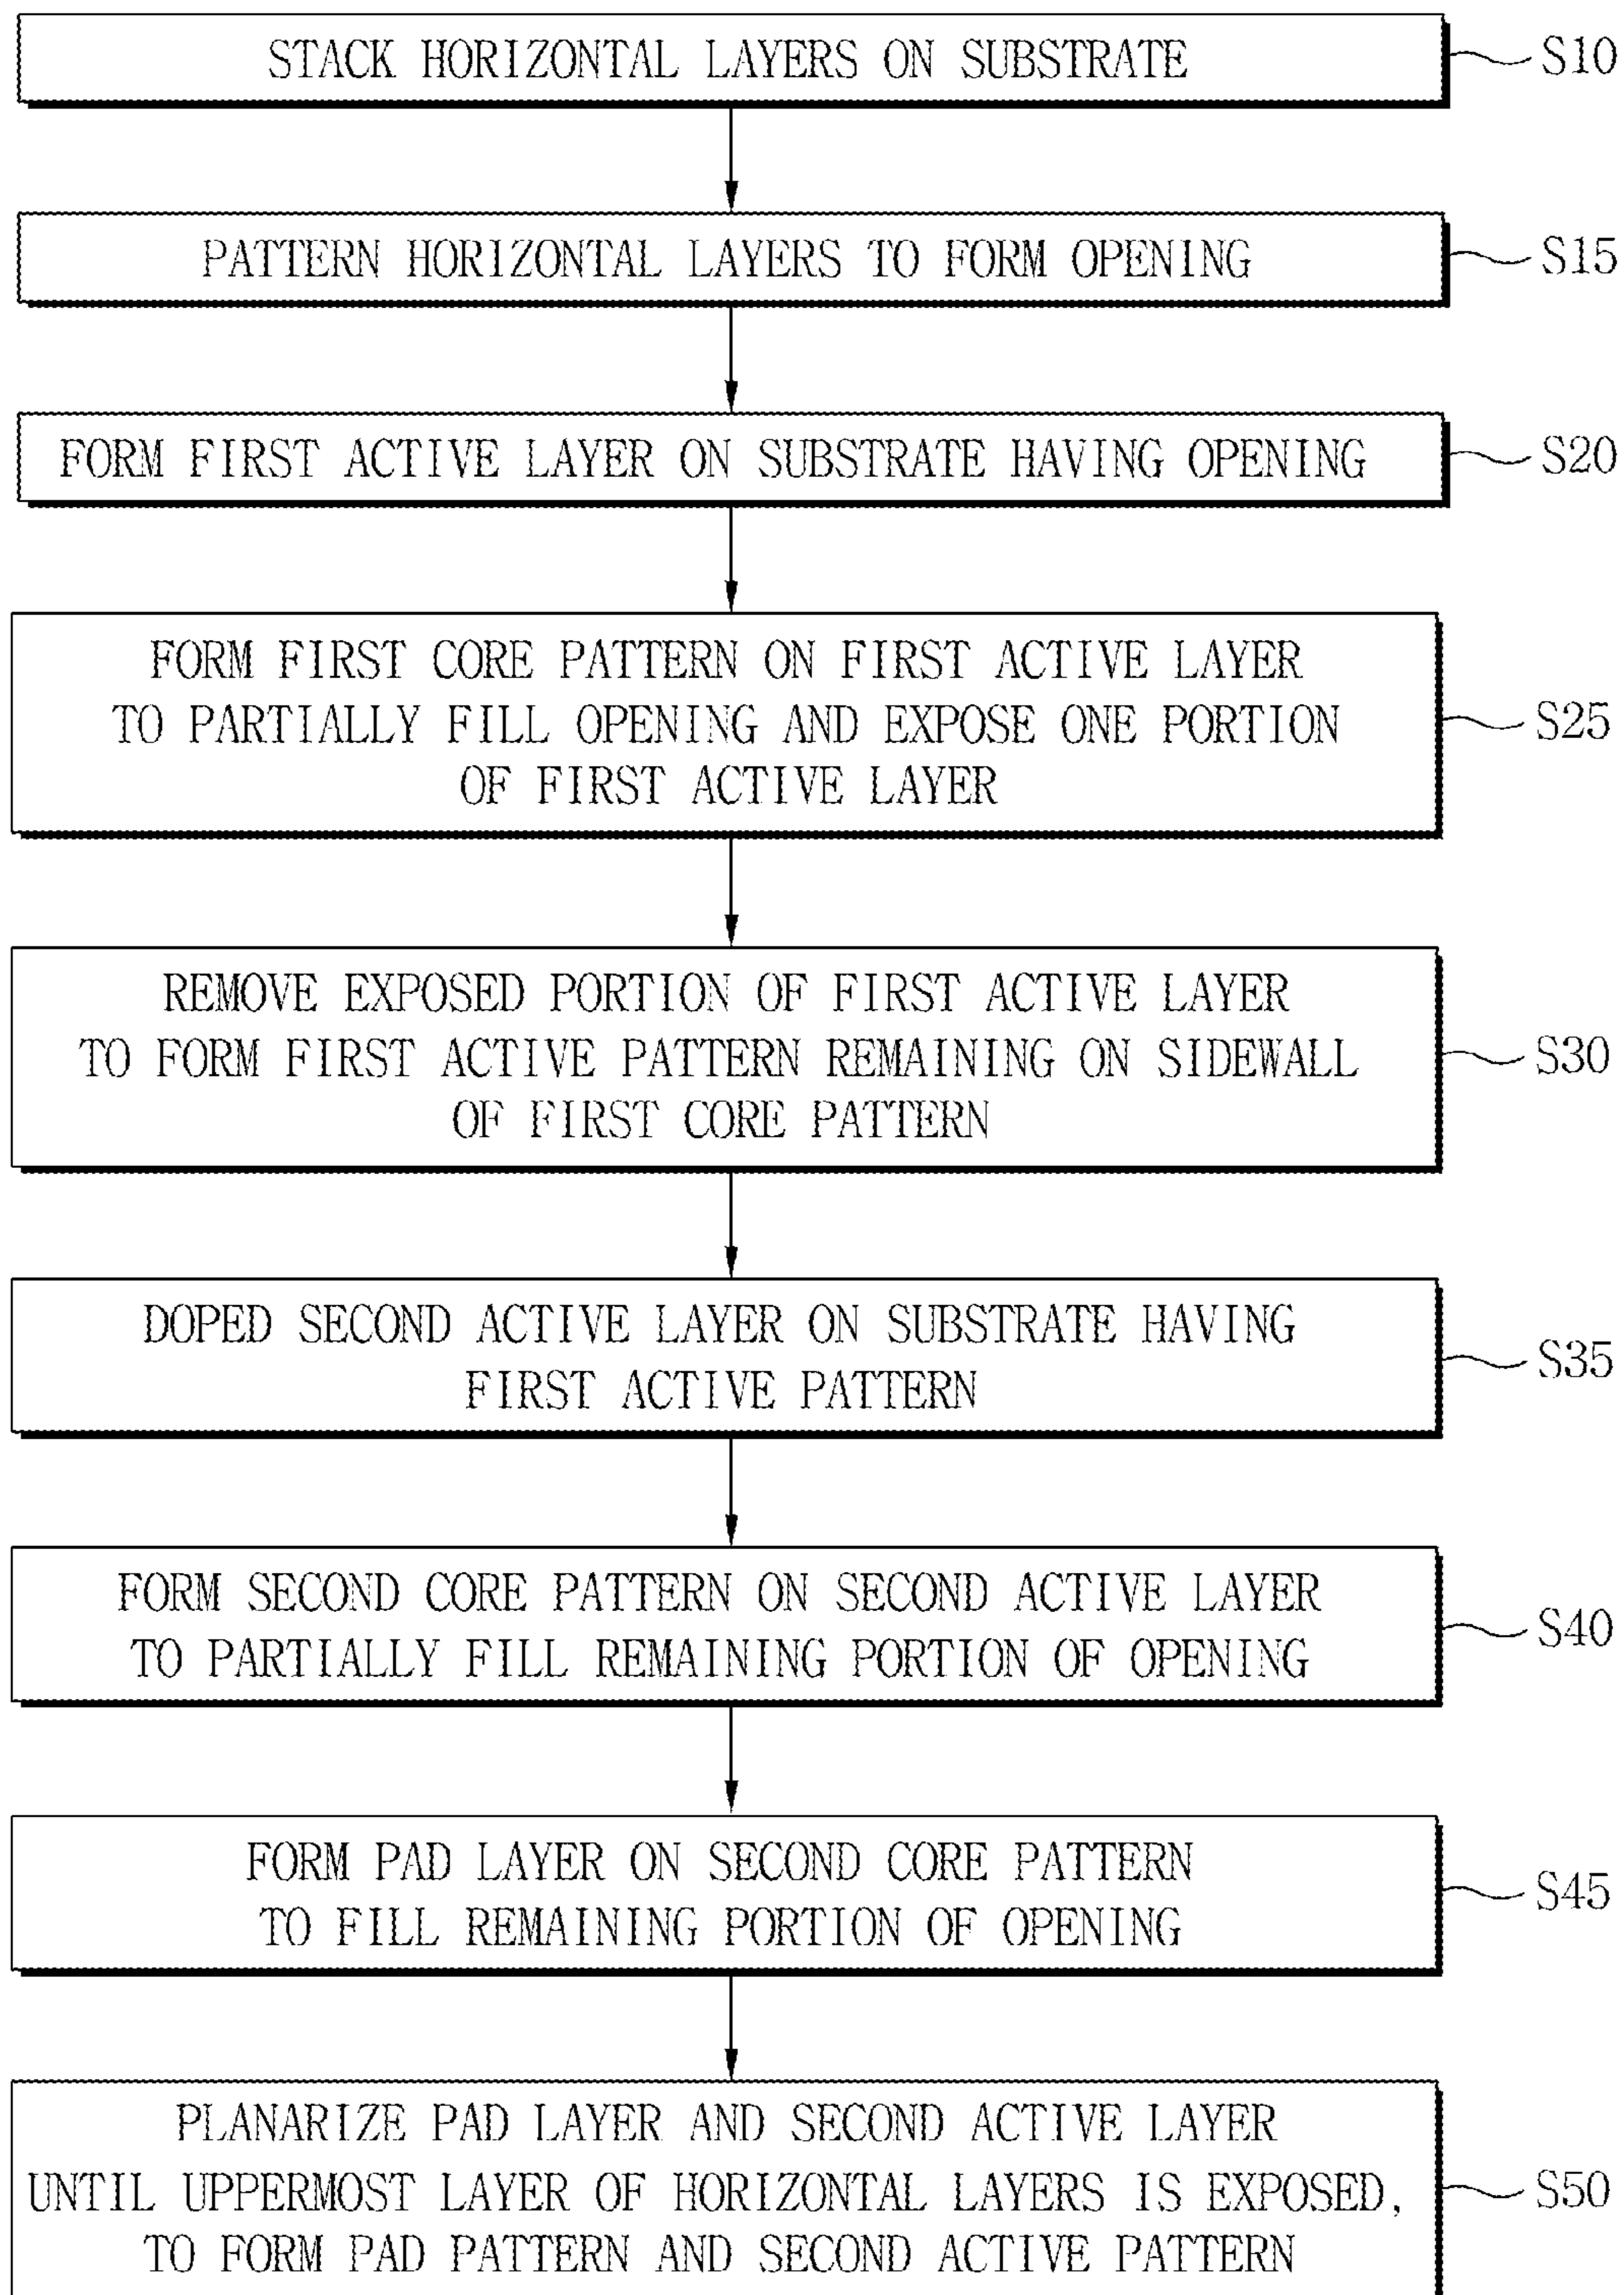 STACK HORIZONTAL LAYERS ON SUBSTRATE
S10
PATTERN HORIZONTAL LAYERS TO FORM OPENING
S15
FORM FIRST ACTIVE LAYER ON SUBSTRATE HAVING OPENING
S20
FORM FIRST CORE PATTERN ON FIRST ACTIVE LAYER
TO PARTIALLY FILL OPENING AND EXPOSE ONE PORTION
OF FIRST ACTIVE LAYER
S25
REMOVE EXPOSED PORTION OF FIRST ACTIVE LAYER
TO FORM FIRST ACTIVE PATTERN REMAINING ON SIDEWALL
OF FIRST CORE PATTERN
S30
DOPED SECOND ACTIVE LAYER ON SUBSTRATE HAVING
FIRST ACTIVE PATTERN
S35
FORM SECOND CORE PATTERN ON SECOND ACTIVE LAYER
TO PARTIALLY FILL REMAINING PORTION OF OPENING
S40
FORM PAD LAYER ON SECOND CORE PATTERN
TO FILL REMAINING PORTION OF OPENING
S45
PLANARIZE PAD LAYER AND SECOND ACTIVE LAYER
UNTIL UPPERMOST LAYER OF HORIZONTAL LAYERS IS EXPOSED,
TO FORM PAD PATTERN AND SECOND ACTIVE PATTERN
S50